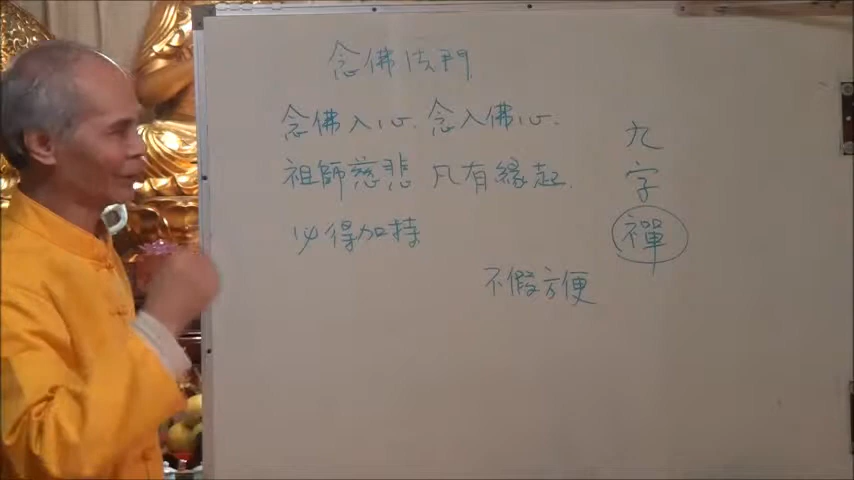 念佛法門
念佛入心.念入佛心.
祖師慈悲 凡有緣起.
必得加持
不假方便
九字禪